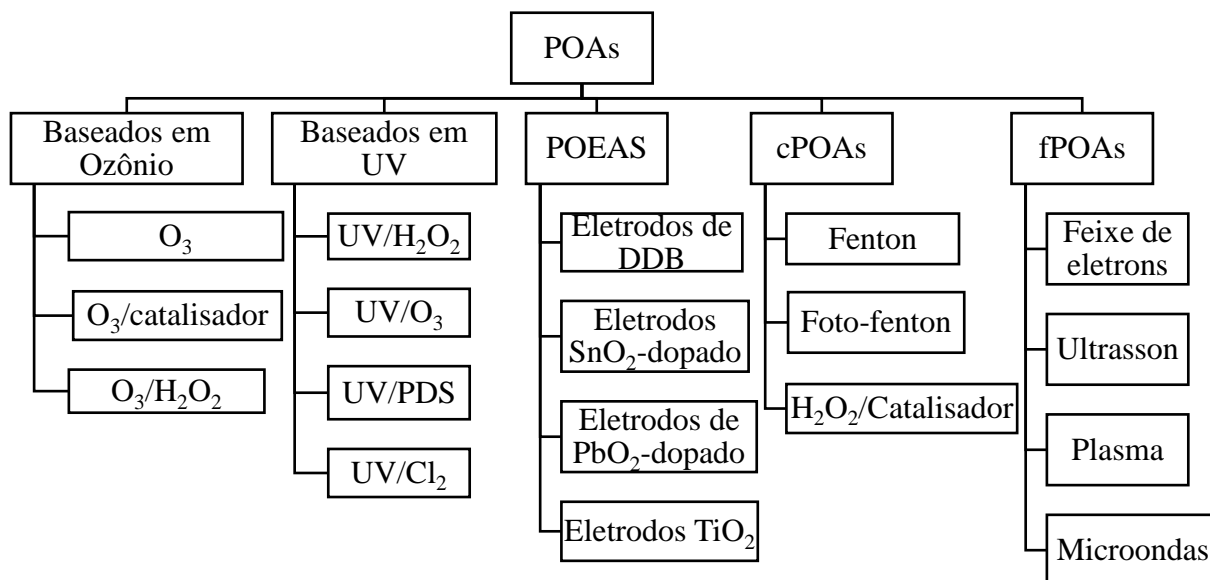 POAs
Baseados em
Ozônio
O₃
O₃/catalisador
O₃/H₂O₂
Baseados em
UV
UV/H₂O₂
UV/O₃
UV/PDS
UV/Cl₂
POEAS
Eletrodos de
DDB
Eletrodos
SnO₂-dopado
Eletrodos de
PbO₂-dopado
Eletrodos TiO₂
cPOAs
Fenton
Foto-fenton
H₂O₂/Catalisador
fPOAs
Feixe de
eletrons
Ultrasson
Plasma
Microondas